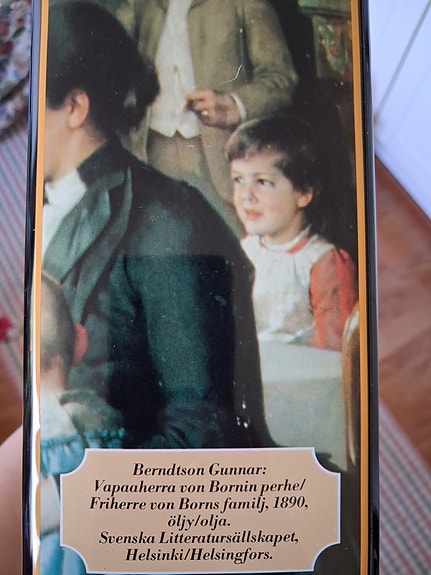 Berndtson Gunnar:
Vapaaherra von Bornin perhe/
Friherre von Borns familj, 1890,
öljy/olja.
Svenska Litteratursällskapet,
Helsinki/Helsingfors.